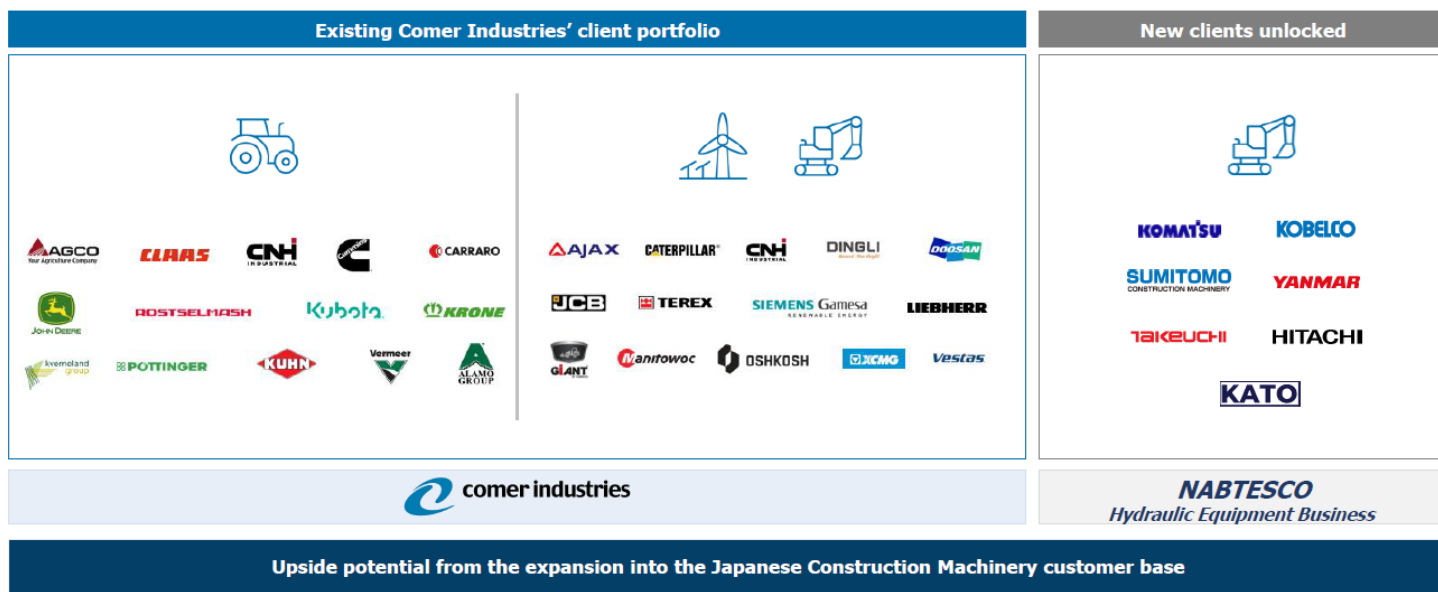 Existing Comer Industries' client portfolio
New clients unlocked
AGCO
Your Agriculture Company
CLAAS
CNH
INDUSTRIAL
Cummins
CARRARO
AJAX
CATERPILLAR®
CNH
INDUSTRIAL
DINGLI
DOOSAN
JOHN DEERE
ROSTSELMASH
Kubota
KRONE
JCB
TEREX
SIEMENS Gamesa
RENEWABLE ENERGY
LIEBHERR
kverneland
group
PÖTTINGER
KUHN
Vermeer
ALAMO
GROUP
GIANT
Manitowoc
OSHKOSH
XCMG
Vestas
KOMATSU
KOBELCO
SUMITOMO
CONSTRUCTION MACHINERY
YANMAR
TAKEUCHI
HITACHI
KATO
comer industries
NABTESCO
Hydraulic Equipment Business
Upside potential from the expansion into the Japanese Construction Machinery customer base